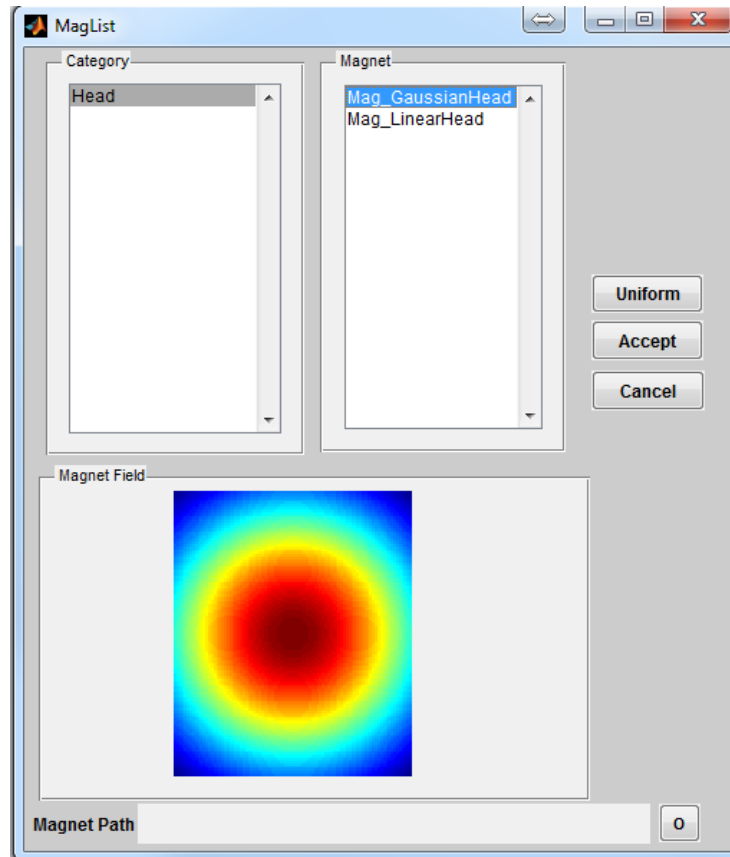 MagList
Category
Head
Magnet
Mag_GaussianHead
Mag_LinearHead
Uniform
Accept
Cancel
Magnet Field
Magnet Path
O